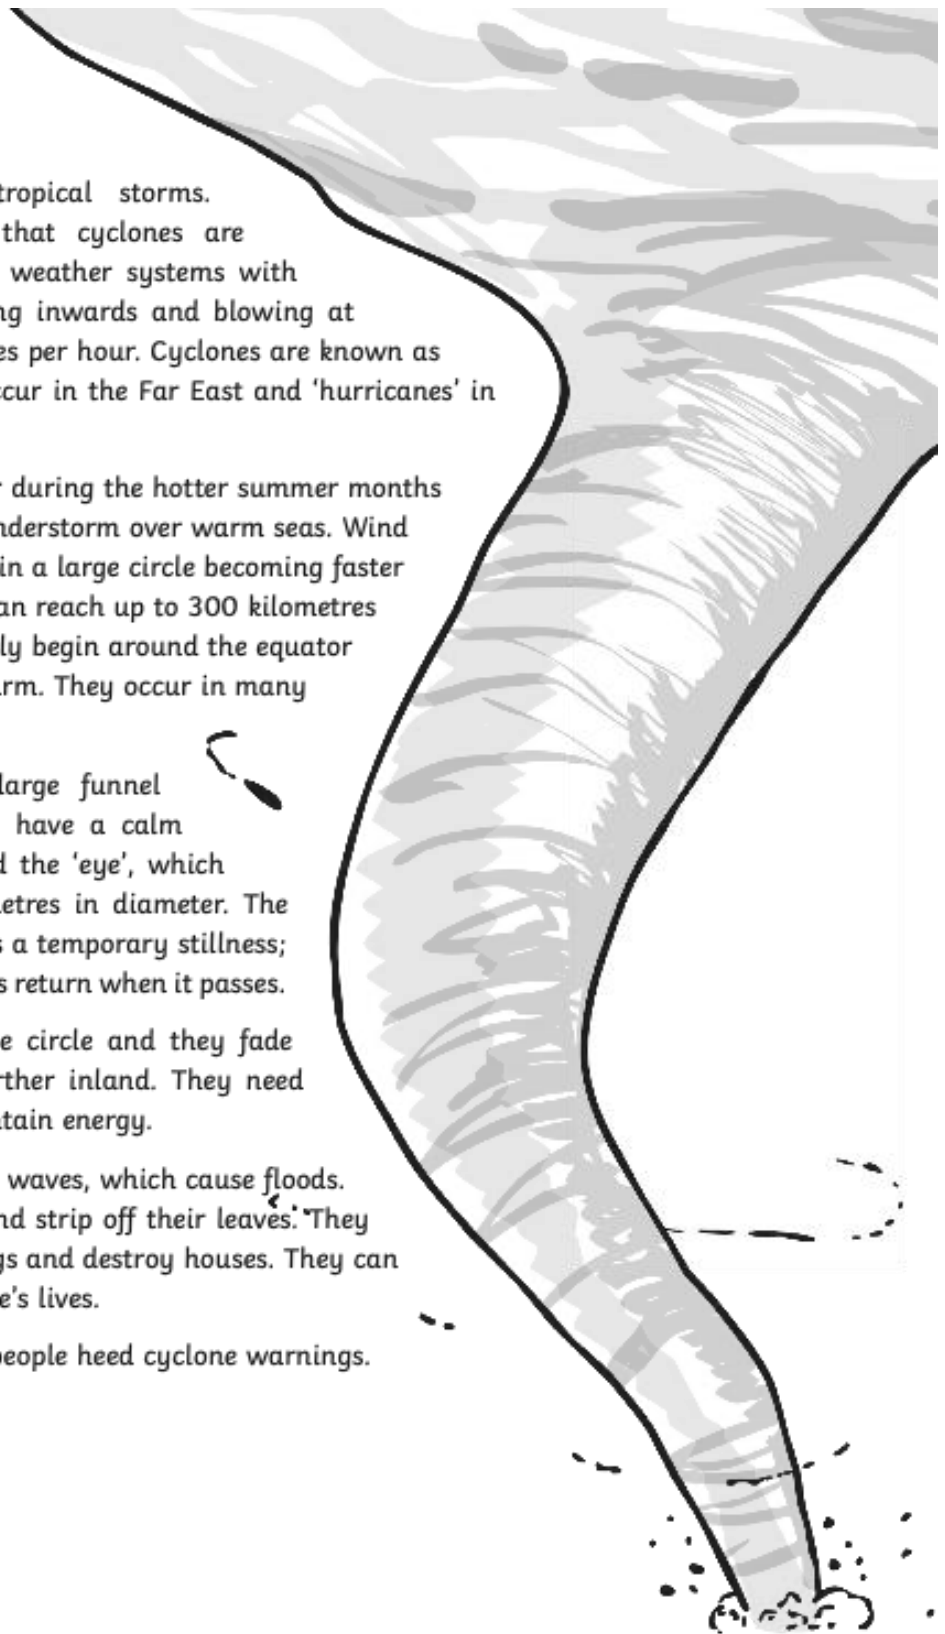 tropical storms.
that cyclones are
weather systems with
ng inwards and blowing at
es per hour. Cyclones are known as
ccur in the Far East and ‘hurricanes’ in
r during the hotter summer months
nderstorm over warm seas. Wind
in a large circle becoming faster
an reach up to 300 kilometres
ly begin around the equator
rm. They occur in many
large funnel
have a calm
d the ‘eye’, which
etres in diameter. The
s a temporary stillness;
s return when it passes.
e circle and they fade
rther inland. They need
ntain energy.
waves, which cause floods.
nd strip off their leaves. They
gs and destroy houses. They can
e’s lives.
people heed cyclone warnings.